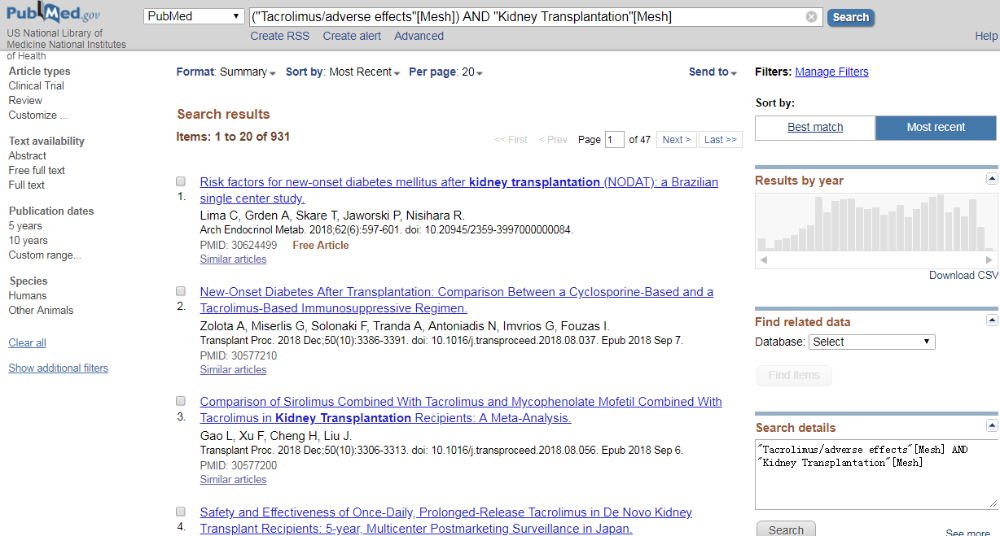 PubMed.gov
US National Library of
Medicine National Institutes
of Health
PubMed
("Tacrolimus/adverse effects"[Mesh]) AND "Kidney Transplantation"[Mesh]
Search
Create RSS Create alert Advanced
Help
Article types
Clinical Trial
Review
Customize ...
Text availability
Abstract
Free full text
Full text
Publication dates
5 years
10 years
Custom range...
Species
Humans
Other Animals
Clear all
Show additional filters
Format: Summary Sort by: Most Recent Per page: 20 Send to
Search results
Items: 1 to 20 of 931
<< First < Prev Page 1 of 47 Next > Last >>
Risk factors for new-onset diabetes mellitus after kidney transplantation (NODAT): a Brazilian
1. single center study.
Lima C, Grden A, Skare T, Jaworski P, Nisihara R.
Arch Endocrinol Metab. 2018;62(6):597-601. doi: 10.20945/2359-3997000000084.
PMID: 30624499 Free Article
Similar articles
New-Onset Diabetes After Transplantation: Comparison Between a Cyclosporine-Based and a
2. Tacrolimus-Based Immunosuppressive Regimen.
Zolota A, Miserlis G, Solonaki F, Tranda A, Antoniadis N, Imvrios G, Fouzas I.
Transplant Proc. 2018 Dec;50(10):3386-3391. doi: 10.1016/j.transproceed.2018.08.037. Epub 2018 Sep 7.
PMID: 30577210
Similar articles
Comparison of Sirolimus Combined With Tacrolimus and Mycophenolate Mofetil Combined With
3. Tacrolimus in Kidney Transplantation Recipients: A Meta-Analysis.
Gao L, Xu F, Cheng H, Liu J.
Transplant Proc. 2018 Dec;50(10):3306-3313. doi: 10.1016/j.transproceed.2018.08.056. Epub 2018 Sep 6.
PMID: 30577200
Similar articles
Safety and Effectiveness of Once-Daily, Prolonged-Release Tacrolimus in De Novo Kidney
4. Transplant Recipients: 5-year, Multicenter Postmarketing Surveillance in Japan.
Filters: Manage Filters
Sort by:
Best match Most recent
Results by year
Download CSV
Find related data
Database: Select
Find items
Search details
"Tacrolimus/adverse effects"[Mesh] AND
"Kidney Transplantation"[Mesh]
Search
See more...